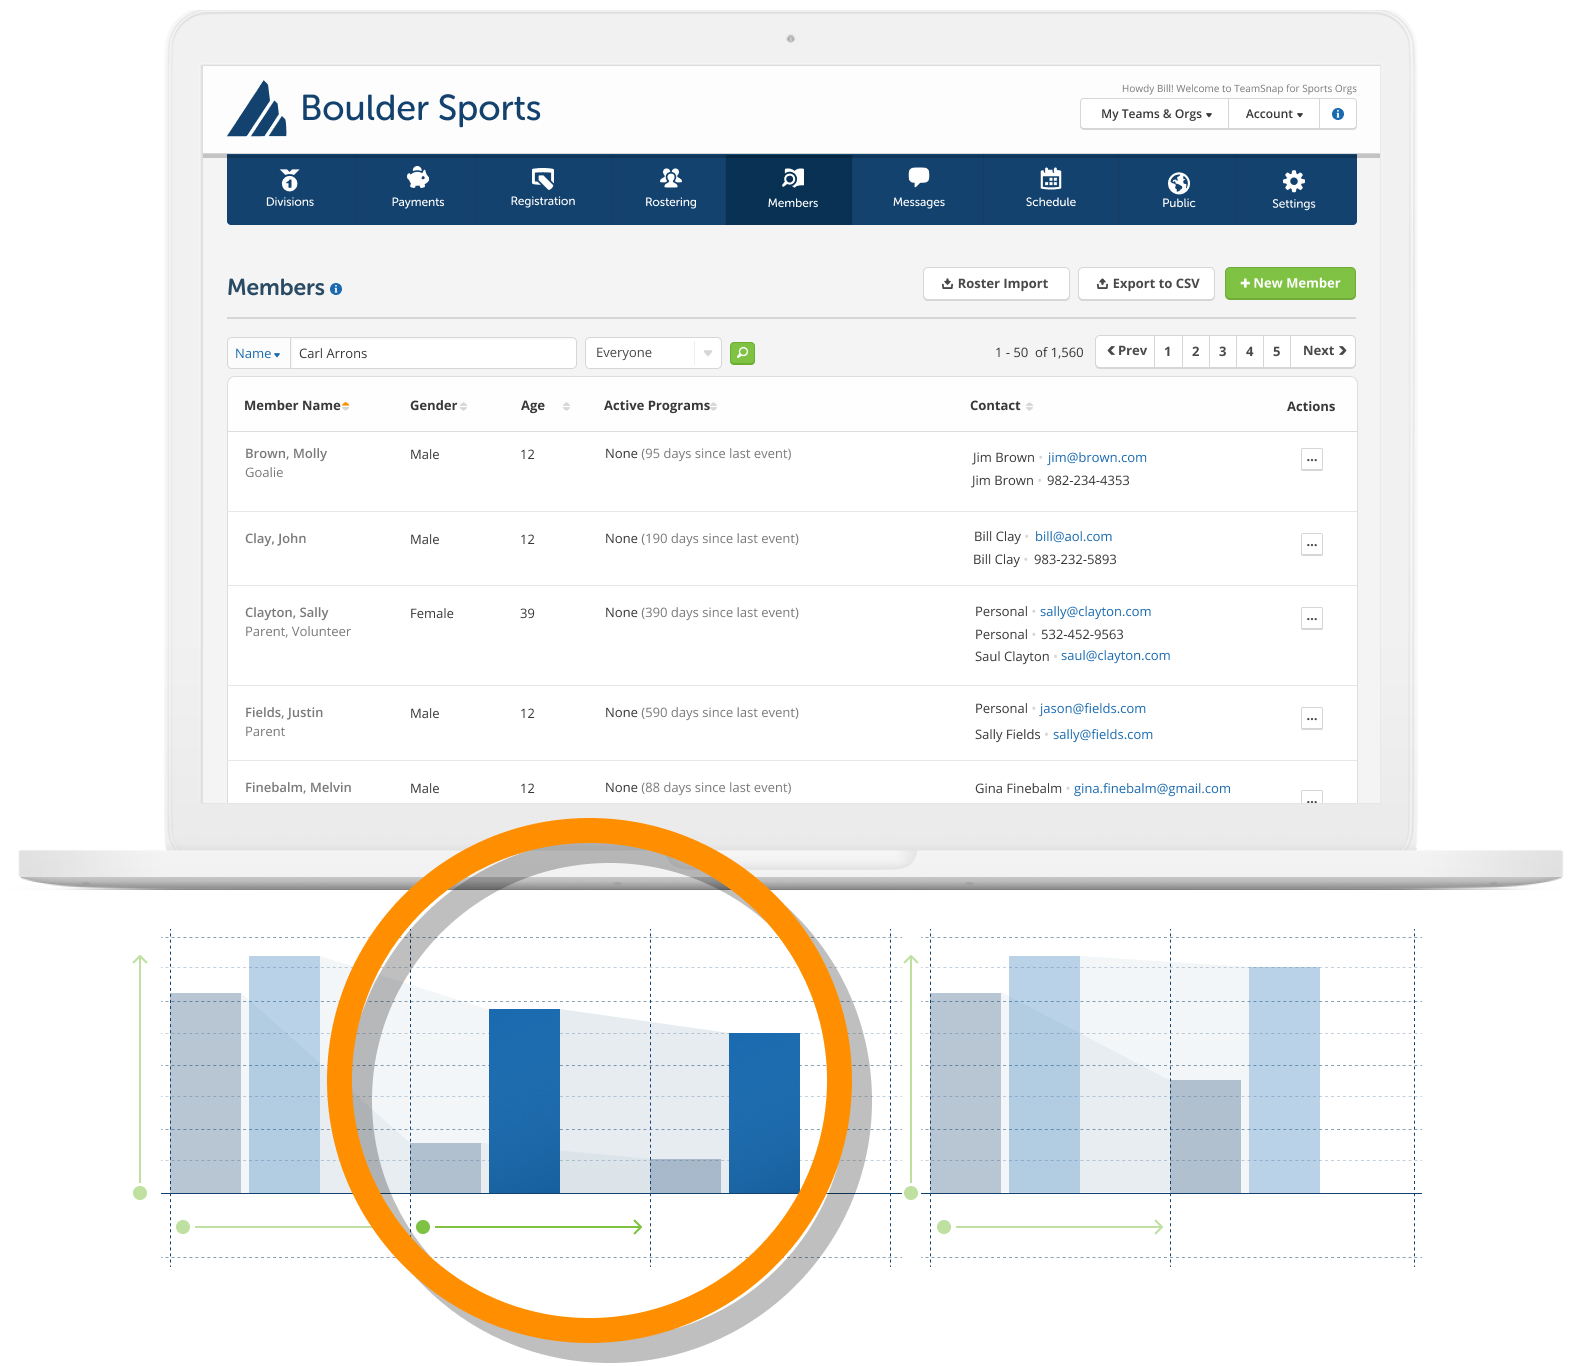 Boulder Sports
Howdy Bill! Welcome to TeamSnap for Sports Orgs
My Teams & Orgs Account
1
Divisions Payments Registration Rostering Members Messages Schedule Public Settings
Members
Roster Import Export to CSV + New Member
Name Carl Arrons Everyone 1 - 50 of 1,560 Prev 1 2 3 4 5 Next
Member Name Gender Age Active Programs Contact Actions
Brown, Molly Male 12 None (95 days since last event) Jim Brown • jim@brown.com ...
Goalie Jim Brown • 982-234-4353
Clay, John Male 12 None (190 days since last event) Bill Clay • bill@aol.com ...
Bill Clay • 983-232-5893
Clayton, Sally Female 39 None (390 days since last event) Personal • sally@clayton.com ...
Parent, Volunteer Personal • 532-452-9563
Saul Clayton • saul@clayton.com
Fields, Justin Male 12 None (590 days since last event) Personal • jason@fields.com ...
Parent Sally Fields • sally@fields.com
Finebalm, Melvin Male 12 None (88 days since last event) Gina Finebalm • gina.finebalm@gmail.com ...